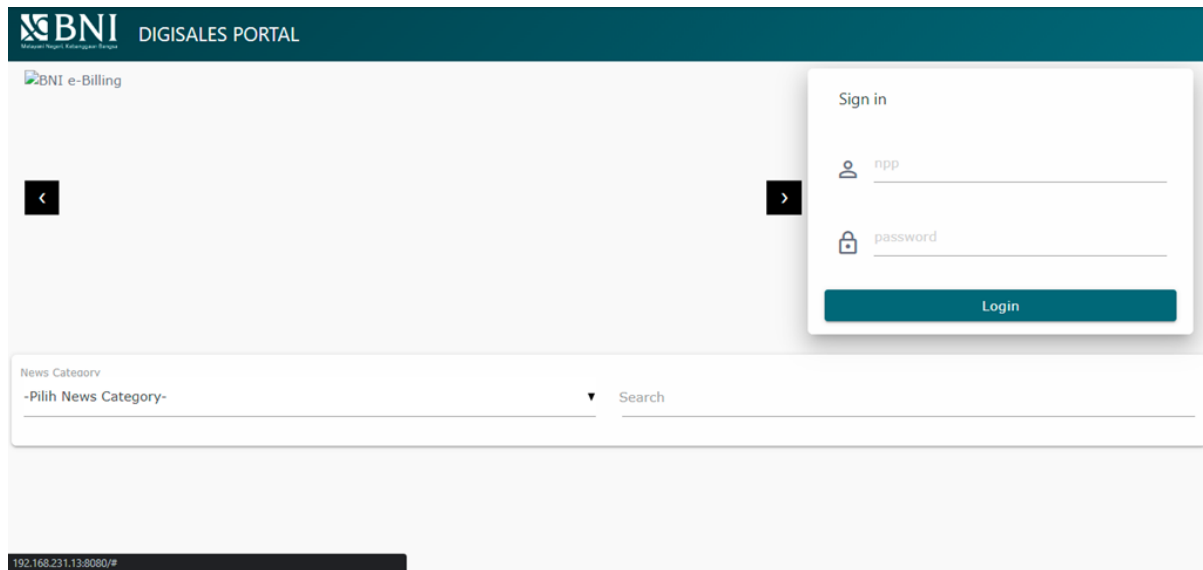 BNI
Melayani Negeri, Kebanggaan Bangsa
DIGISALES PORTAL
BNI e-Billing
Sign in
npp
password
Login
News Category
-Pilih News Category-
Search
192.168.231.13:8080/#